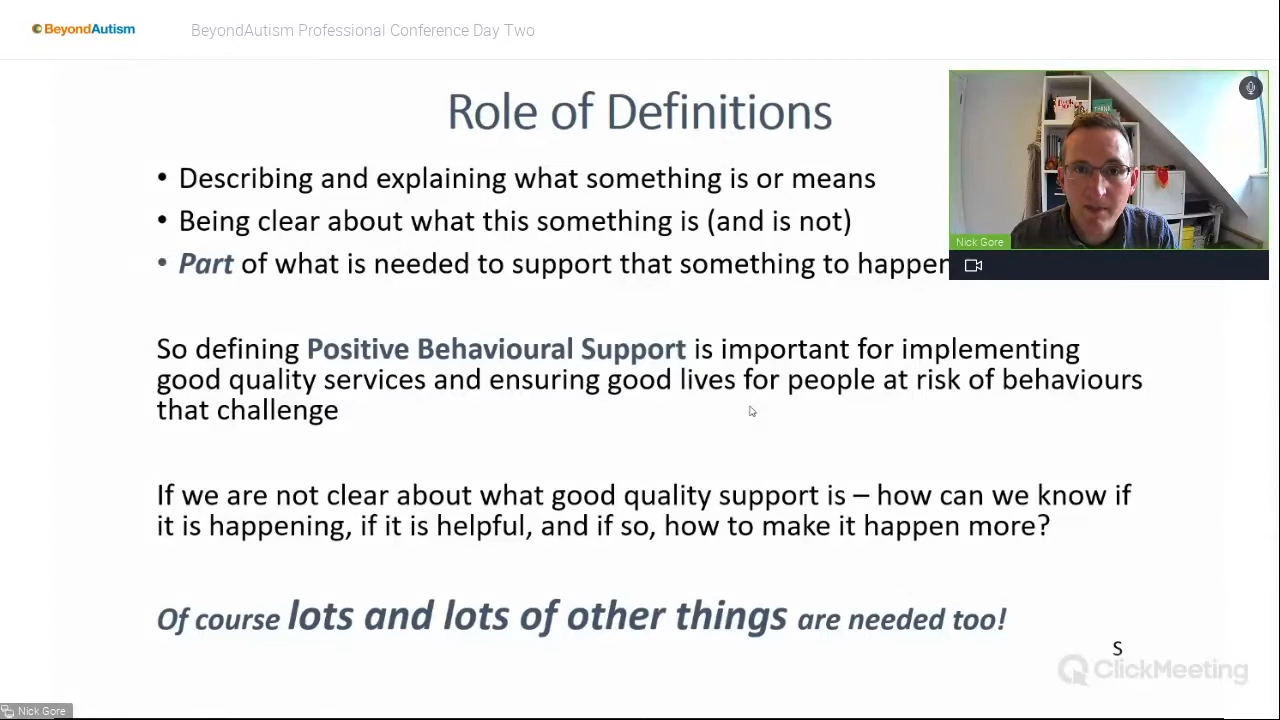 BeyondAutism
BeyondAutism Professional Conference Day Two
Role of Definitions
• Describing and explaining what something is or means
• Being clear about what this something is (and is not)
• Part of what is needed to support that something to happen
Nick Gore
So defining Positive Behavioural Support is important for implementing
good quality services and ensuring good lives for people at risk of behaviours
that challenge
If we are not clear about what good quality support is – how can we know if
it is happening, if it is helpful, and if so, how to make it happen more?
Of course lots and lots of other things are needed too!
S
ClickMeeting
Nick Gore